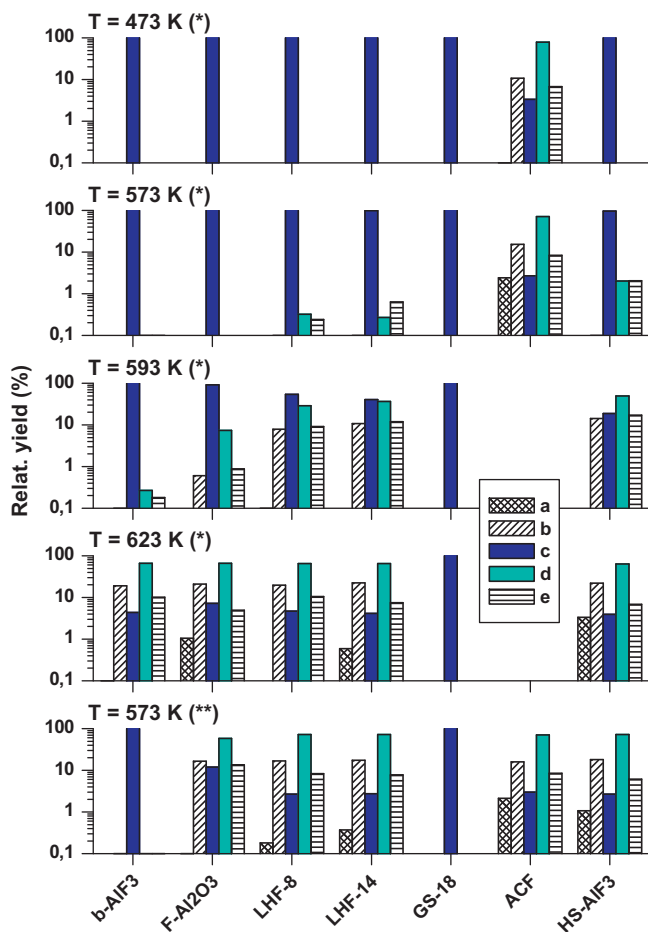 T = 473 K (*)
100
10
1
0,1
T = 573 K (*)
100
10
1
0,1
T = 593 K (*)
100
10
1
0,1
T = 623 K (*)
100
10
1
0,1
T = 573 K (**)
100
10
1
0,1
Relat. yield (%)
a
b
c
d
e
b-AlF3
F-Al2O3
LHF-8
LHF-14
GS-18
ACF
HS-AlF3